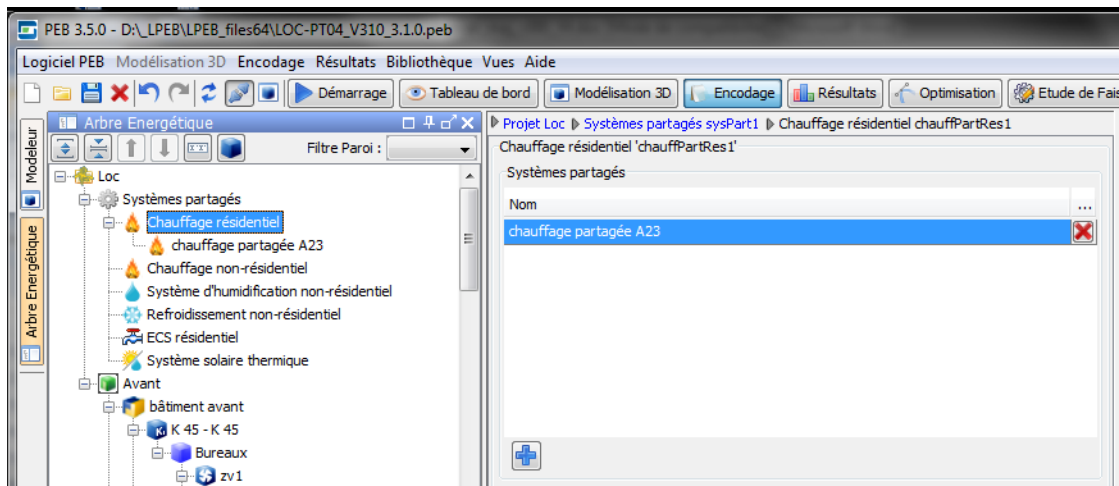 PEB 3.5.0 - D:\_LPEB\LPEB_files64\LOC-PT04_V310_3.1.0.peb
Logiciel PEB Modélisation 3D Encodage Résultats Bibliothèque Vues Aide
Démarrage Tableau de bord Modélisation 3D Encodage Résultats Optimisation Etude de Fais
Modeleur
Arbre Energétique
Arbre Energétique
Filtre Paroi :
Loc
Systèmes partagés
Chauffage résidentiel
chauffage partagée A23
Chauffage non-résidentiel
Système d'humidification non-résidentiel
Refroidissement non-résidentiel
ECS résidentiel
Système solaire thermique
Avant
bâtiment avant
K 45 - K 45
Bureaux
zv1
Projet Loc Systèmes partagés sysPart1 Chauffage résidentiel chauffPartRes1
Chauffage résidentiel 'chauffPartRes1'
Systèmes partagés
Nom ...
chauffage partagée A23